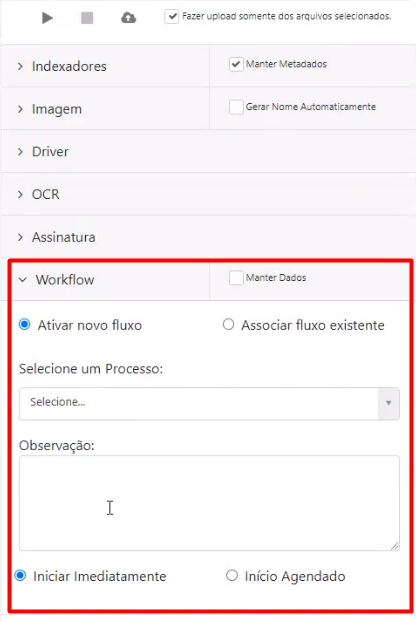 Fazer upload somente dos arquivos selecionados.
Indexadores Manter Metadados
Imagem Gerar Nome Automaticamente
Driver
OCR
Assinatura
Workflow Manter Dados
Ativar novo fluxo Associar fluxo existente
Selecione um Processo:
Selecione...
Observação:
Iniciar Imediatamente Início Agendado